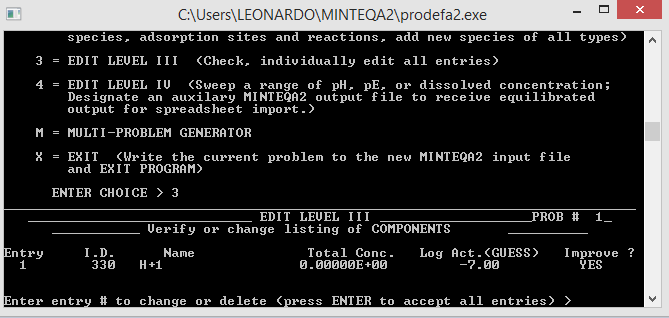 C:\Users\LEONARDO\MINTEQA2\prodefa2.exe
species, adsorption sites and reactions, add new species of all types)
3 = EDIT LEVEL III (Check, individually edit all entries)
4 = EDIT LEVEL IV (Sweep a range of pH, pE, or dissolved concentration;
Designate an auxilary MINTEQA2 output file to receive equilibrated
output for spreadsheet import.)
M = MULTI-PROBLEM GENERATOR
X = EXIT (Write the current problem to the new MINTEQA2 input file
and EXIT PROGRAM)
ENTER CHOICE > 3
EDIT LEVEL III PROB # 1_
Verify or change listing of COMPONENTS
Entry I.D. Name Total Conc. Log Act.(GUESS) Improve ?
1 330 H+1 0.00000E+00 -7.00 YES
Enter entry # to change or delete (press ENTER to accept all entries) >